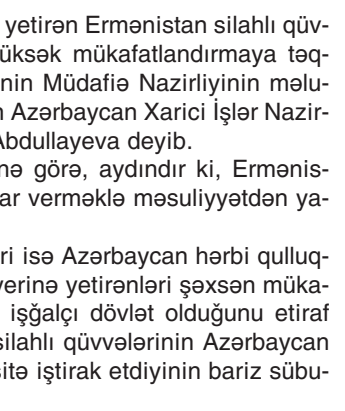 yetirən Ermənistan silahlı qüv-
üksək mükafatlandırmaya təq-
nin Müdafiə Nazirliyinin məlu-
n Azərbaycan Xarici İşlər Nazir-
Abdullayeva deyib.
nə görə, aydındır ki, Ermənis-
ar verməklə məsuliyyətdən ya-
ri isə Azərbaycan hərbi qulluq-
yerinə yetirənləri şəxsən müka-
işğalçı dövlət olduğunu etiraf
silahlı qüvvələrinin Azərbaycan
sitə iştirak etdiyinin bariz sübu-